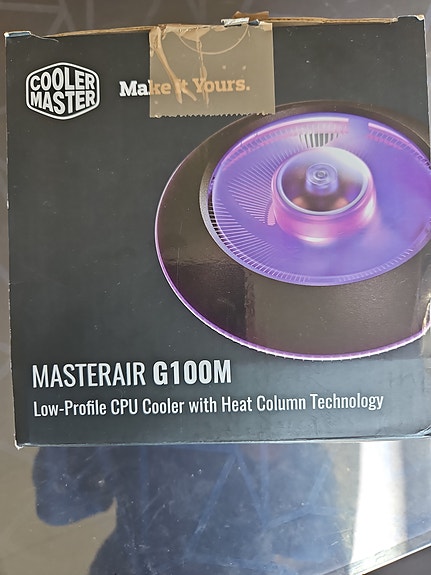 COOLER
MASTER
Make it Yours.
MASTERAIR G100M
Low-Profile CPU Cooler with Heat Column Technology